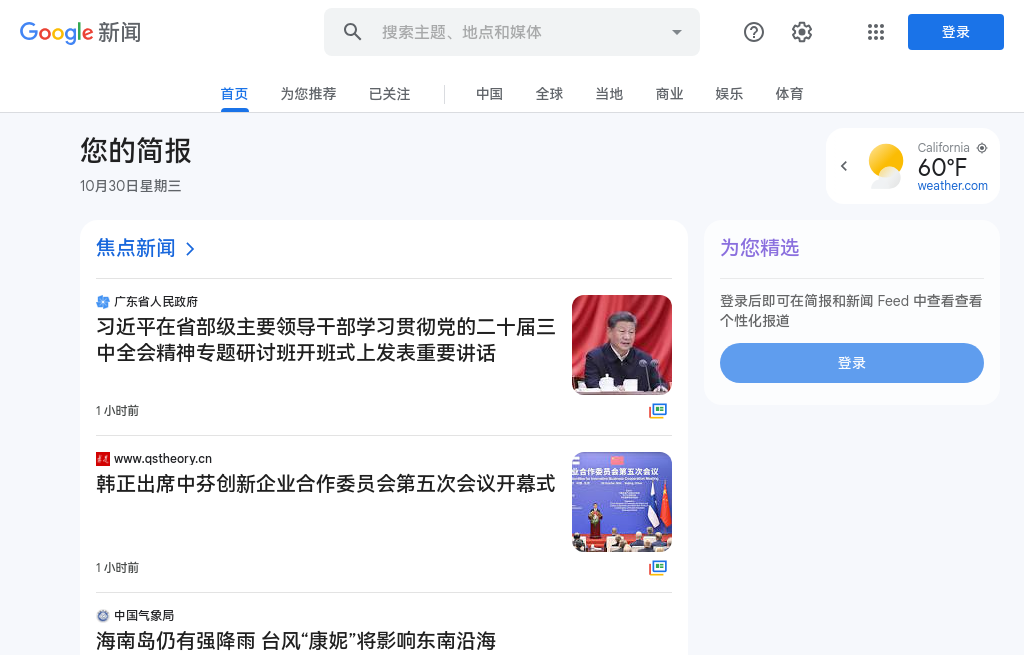 Google 新闻
搜索主题、地点和媒体
登录
首页
为您推荐
已关注
中国
全球
当地
商业
娱乐
体育
您的简报
10月30日星期三
California
60°F
weather.com
焦点新闻
广东省人民政府
习近平在省部级主要领导干部学习贯彻党的二十届三
中全会精神专题研讨班开班式上发表重要讲话
1 小时前
www.qstheory.cn
韩正出席中芬创新企业合作委员会第五次会议开幕式
业合作委员会第五次会议
1 小时前
中国气象局
海南岛仍有强降雨 台风“康妮”将影响东南沿海
为您精选
登录后即可在简报和新闻 Feed 中查看查看
个性化报道
登录